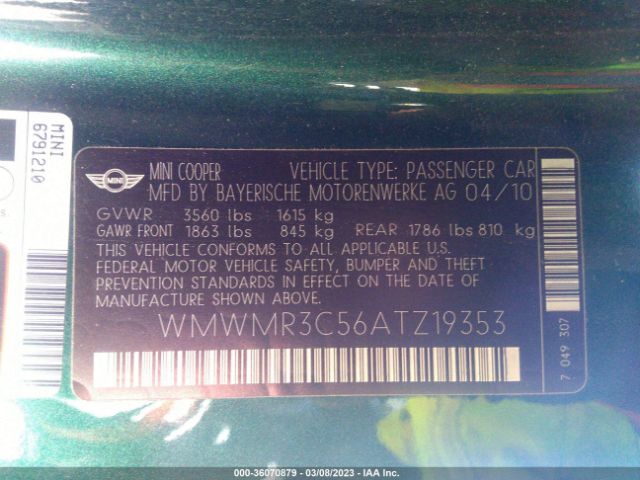 MINI
6791210
MINI
MINI COOPER VEHICLE TYPE: PASSENGER CAR
MFD BY BAYERISCHE MOTORENWERKE AG 04/10
GVWR 3560 lbs 1615 kg
GAWR FRONT 1863 lbs 845 kg REAR 1786 lbs 810 kg
THIS VEHICLE CONFORMS TO ALL APPLICABLE U.S.
FEDERAL MOTOR VEHICLE SAFETY, BUMPER AND THEFT
PREVENTION STANDARDS IN EFFECT ON THE DATE OF
MANUFACTURE SHOWN ABOVE.
WMWMR3C56ATZ19353
7 049 307
000-36070879 - 03/08/2023 - IAA Inc.